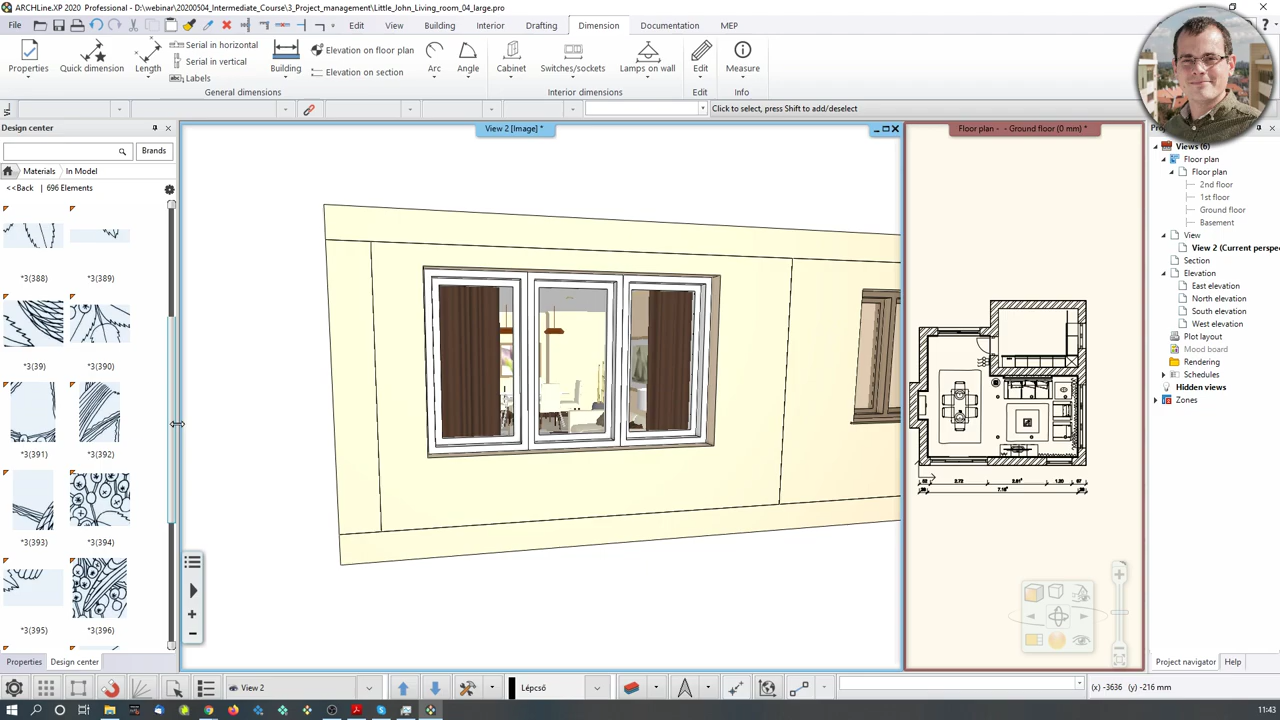 ARCHLine.XP 2020 Professional - D:\webinar\20200504_Intermediate_Course\3_Project_management\Little_John_Living_room_04_large.pro
File
Edit
View
Building
Interior
Drafting
Dimension
Documentation
MEP
Properties
Quick dimension
Length
Serial in horizontal
Serial in vertical
Labels
Building
Elevation on floor plan
Elevation on section
Arc
Angle
Cabinet
Switches/sockets
Lamps on wall
Edit
Measure
General dimensions
Interior dimensions
Edit
Info
Click to select, press Shift to add/deselect
Design center
Brands
Materials
In Model
<<Back
696 Elements
*3(388)
*3(389)
*3(39)
*3(390)
*3(391)
*3(392)
*3(393)
*3(394)
*3(395)
*3(396)
Properties
Design center
View 2 [Image] *
Floor plan - - Ground floor (0 mm) *
Views (6)
Floor plan
Floor plan
2nd floor
1st floor
Ground floor
Basement
View
View 2 (Current perspe
Section
Elevation
East elevation
North elevation
South elevation
West elevation
Plot layout
Mood board
Rendering
Schedules
Hidden views
Zones
Project navigator
Help
View 2
Lépcső
(x) -3636 (y) -216 mm
11:43